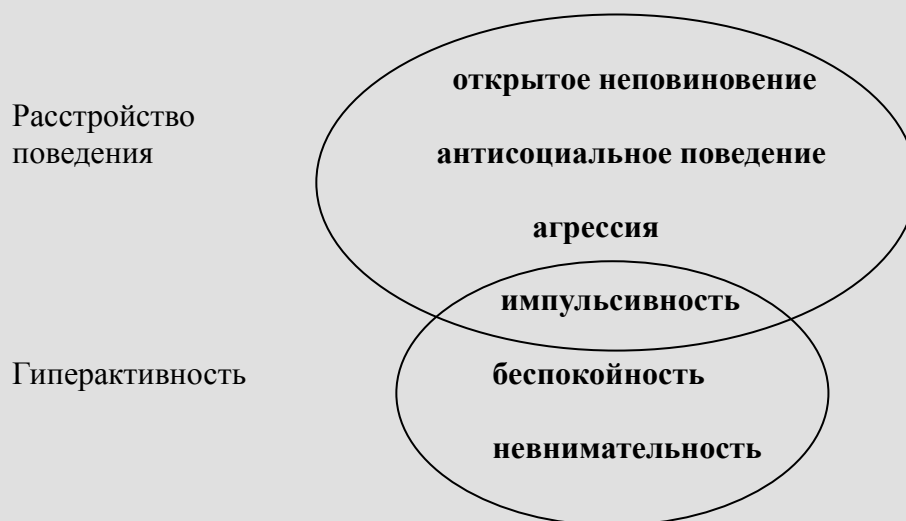 открытое неповиновение
Расстройство
поведения
антисоциальное поведение
агрессия
импульсивность
Гиперактивность
беспокойность
невнимательность